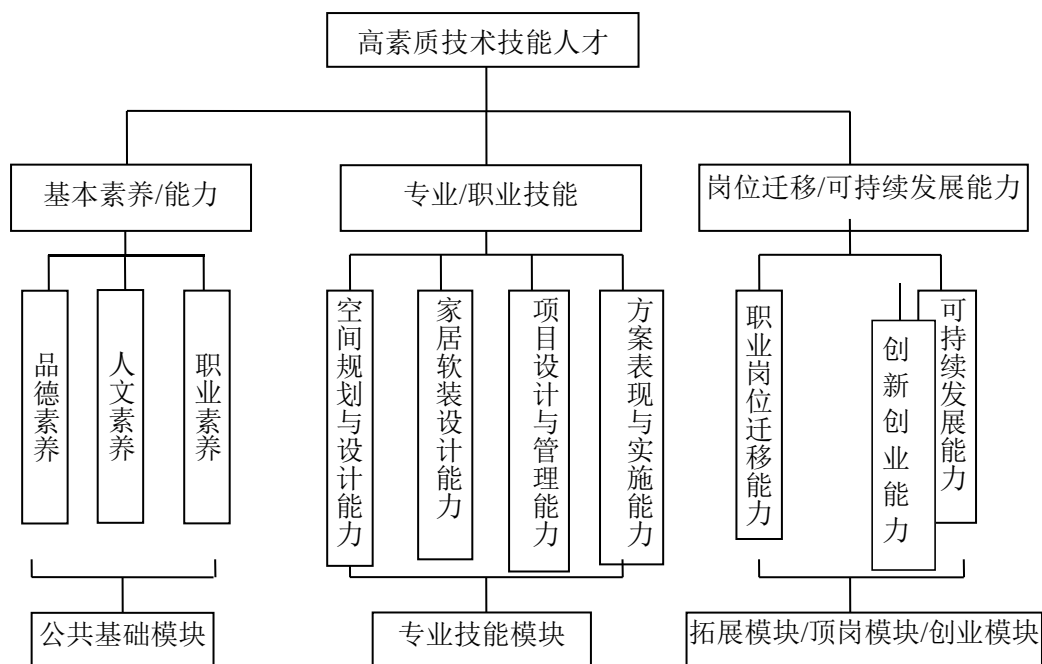 高素质技术技能人才
基本素养/能力
专业/职业技能
岗位迁移/可持续发展能力
品德素养
人文素养
职业素养
空间规划与设计能力
家居软装设计能力
项目设计与管理能力
方案表现与实施能力
职业岗位迁移能力
创新创业能力
可持续发展能力
公共基础模块
专业技能模块
拓展模块/顶岗模块/创业模块